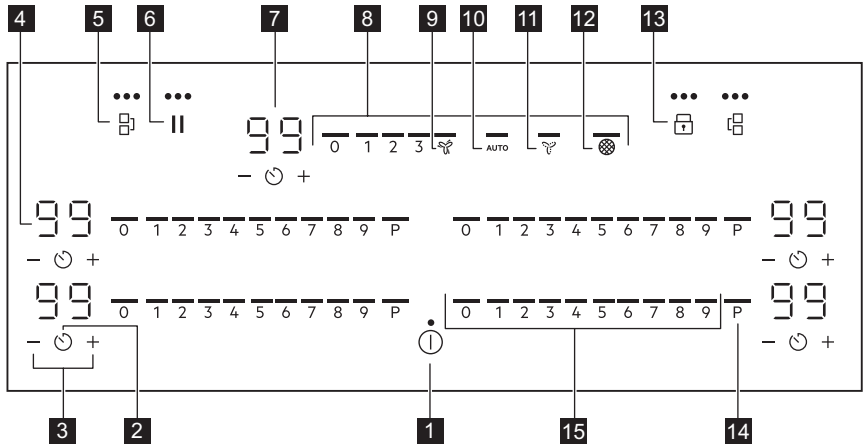 4 5 6 7 8 9 10 11 12 13
99 0 1 2 3 AUTO
- +
99 0 1 2 3 4 5 6 7 8 9 P 0 1 2 3 4 5 6 7 8 9 P 99
- + - +
99 0 1 2 3 4 5 6 7 8 9 P 0 1 2 3 4 5 6 7 8 9 P 99
- + - +
3 2 1 15 14